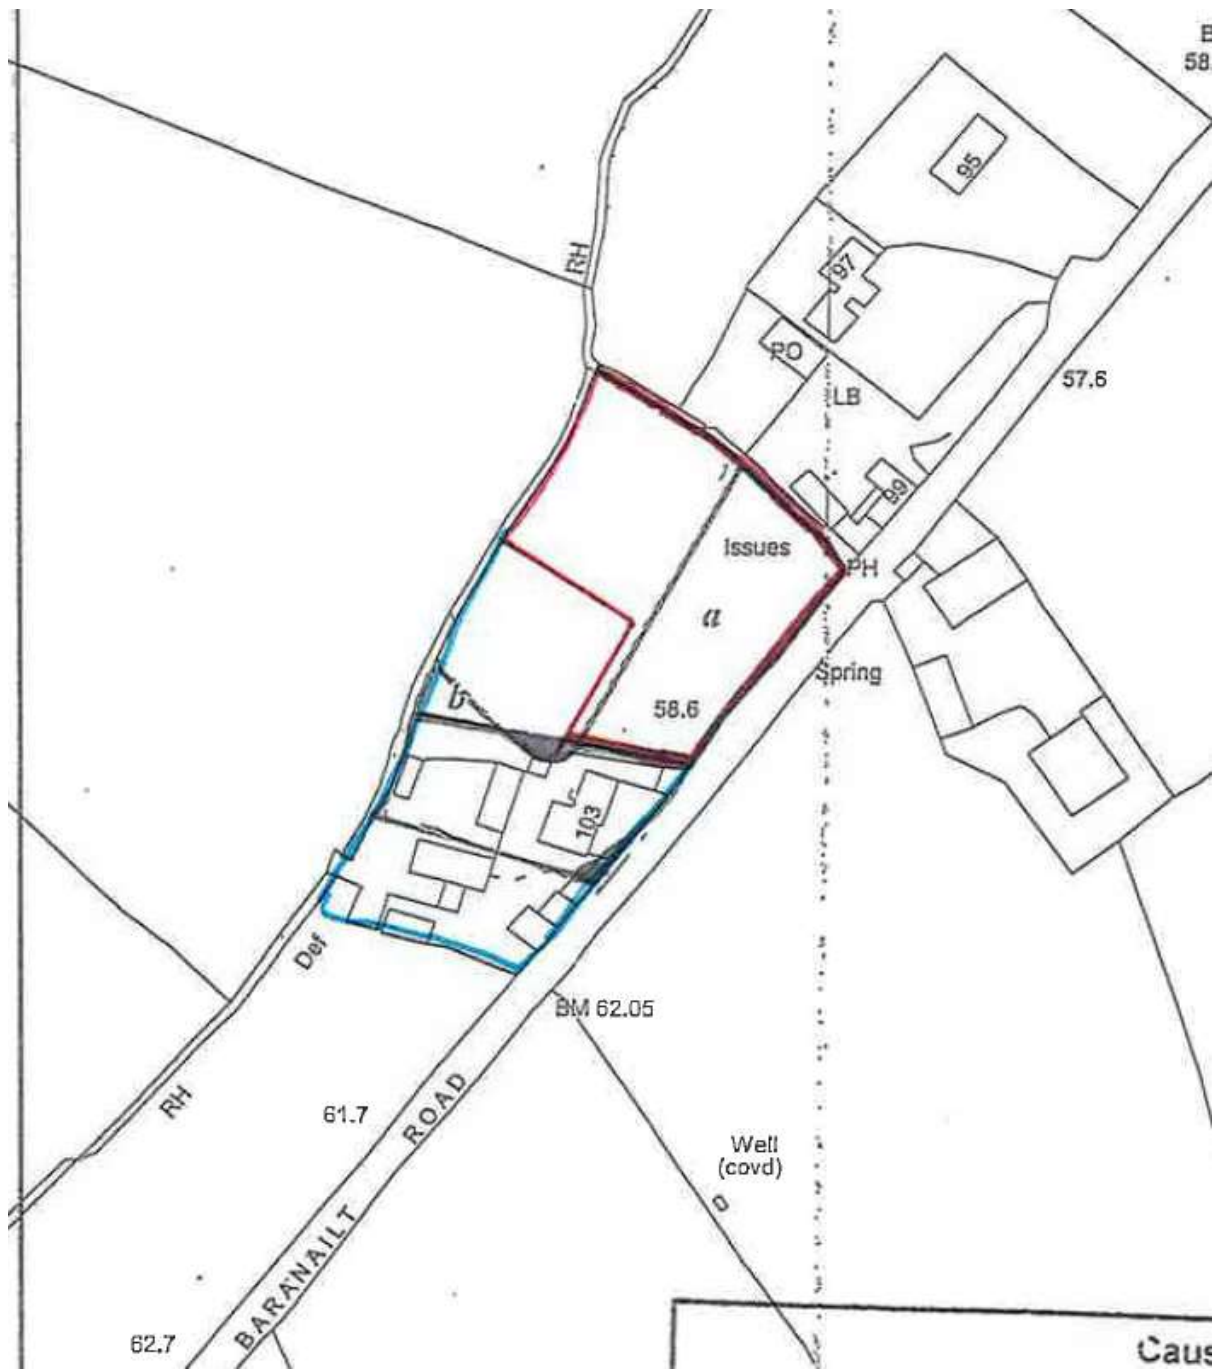 B
58.
95
RH
97
PO
57.6
LB
99
Issues
PH
a
Spring
b
58.6
103
Def
BM 62.05
RH
61.7
ROAD
Well
(covd)
BARANAILT
62.7
Caus